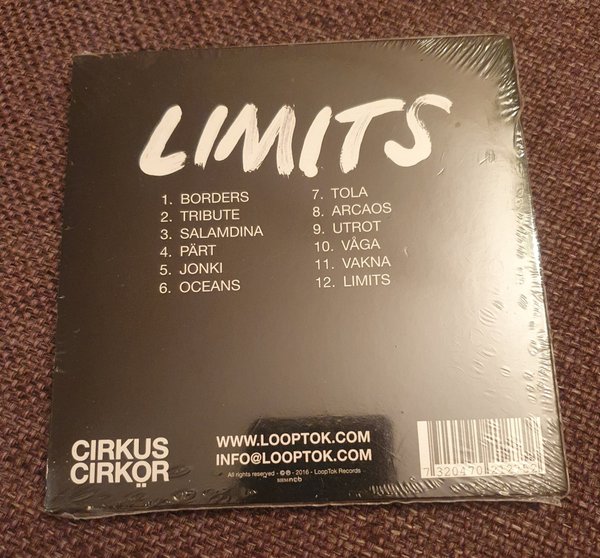 LIMITS
1. BORDERS
2. TRIBUTE
3. SALAMDINA
4. PÄRT
5. JONKI
6. OCEANS
7. TOLA
8. ARCAOS
9. UTROT
10. VÅGA
11. VAKNA
12. LIMITS
CIRKUS
CIRKÖR
WWW.LOOPTOK.COM
INFO@LOOPTOK.COM
All rights reserved - ©℗ - 2016 - LoopTok Records
ncb